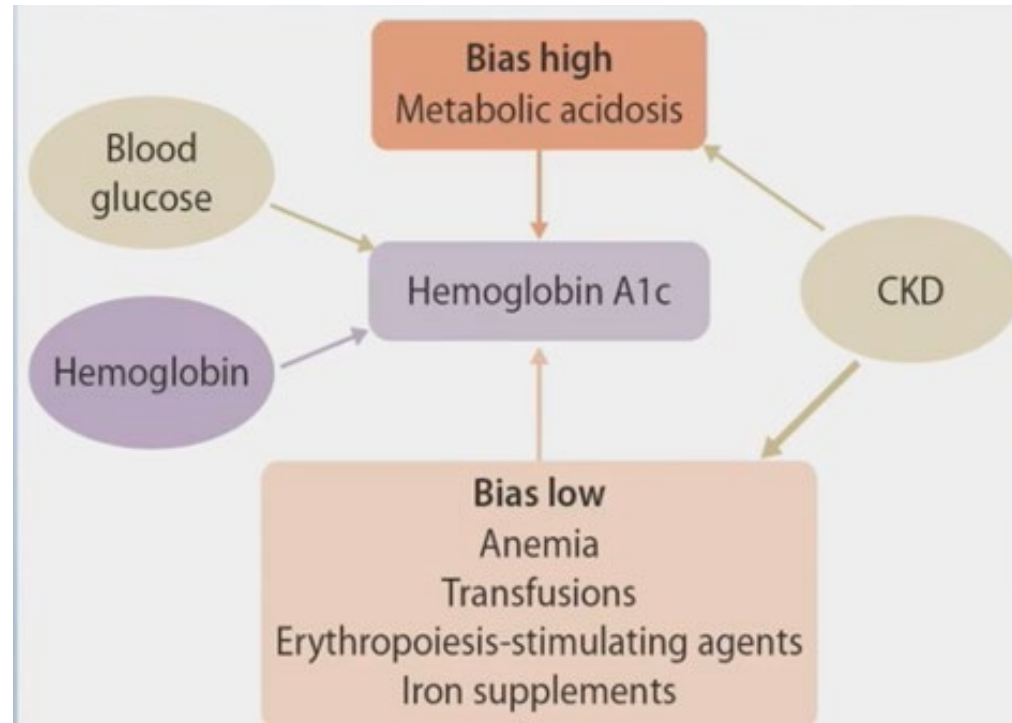 Bias high
Metabolic acidosis
Blood
glucose
Hemoglobin A1c
CKD
Hemoglobin
Bias low
Anemia
Transfusions
Erythropoiesis-stimulating agents
Iron supplements